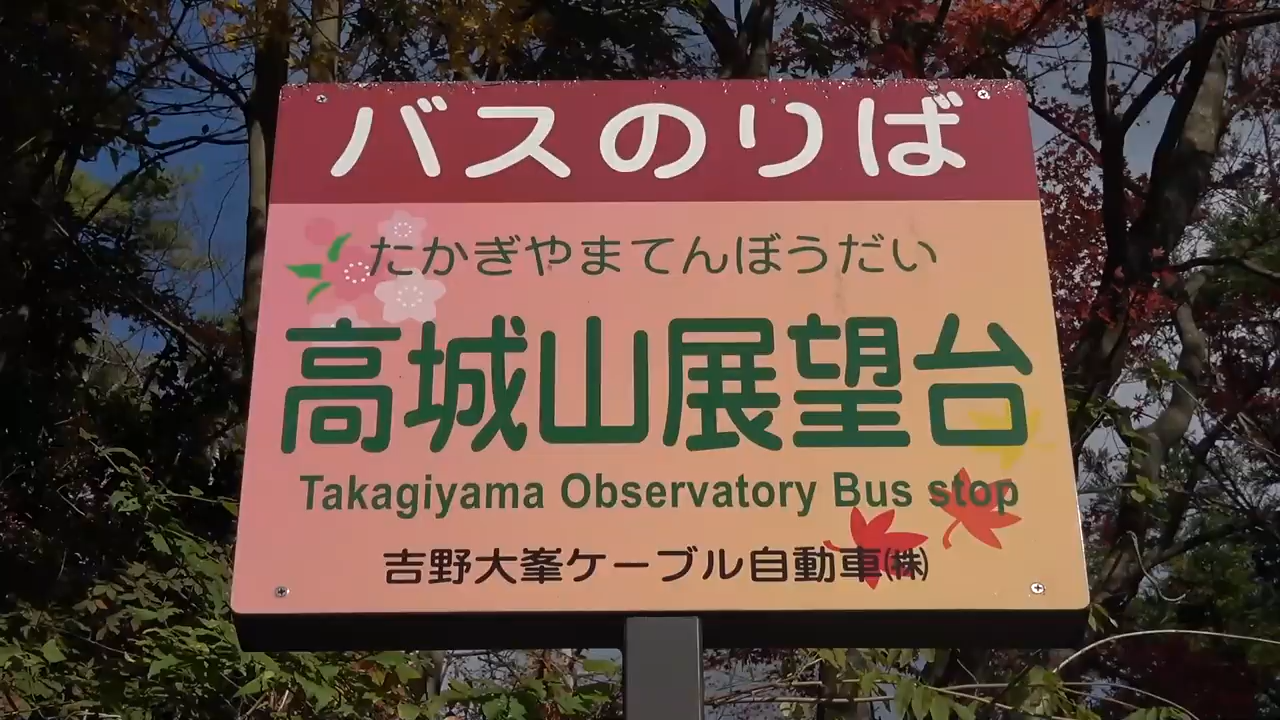 バスのりば
たかぎやまてんぼうだい
高城山展望台
Takagiyama Observatory Bus stop
吉野大峯ケーブル自動車㈱